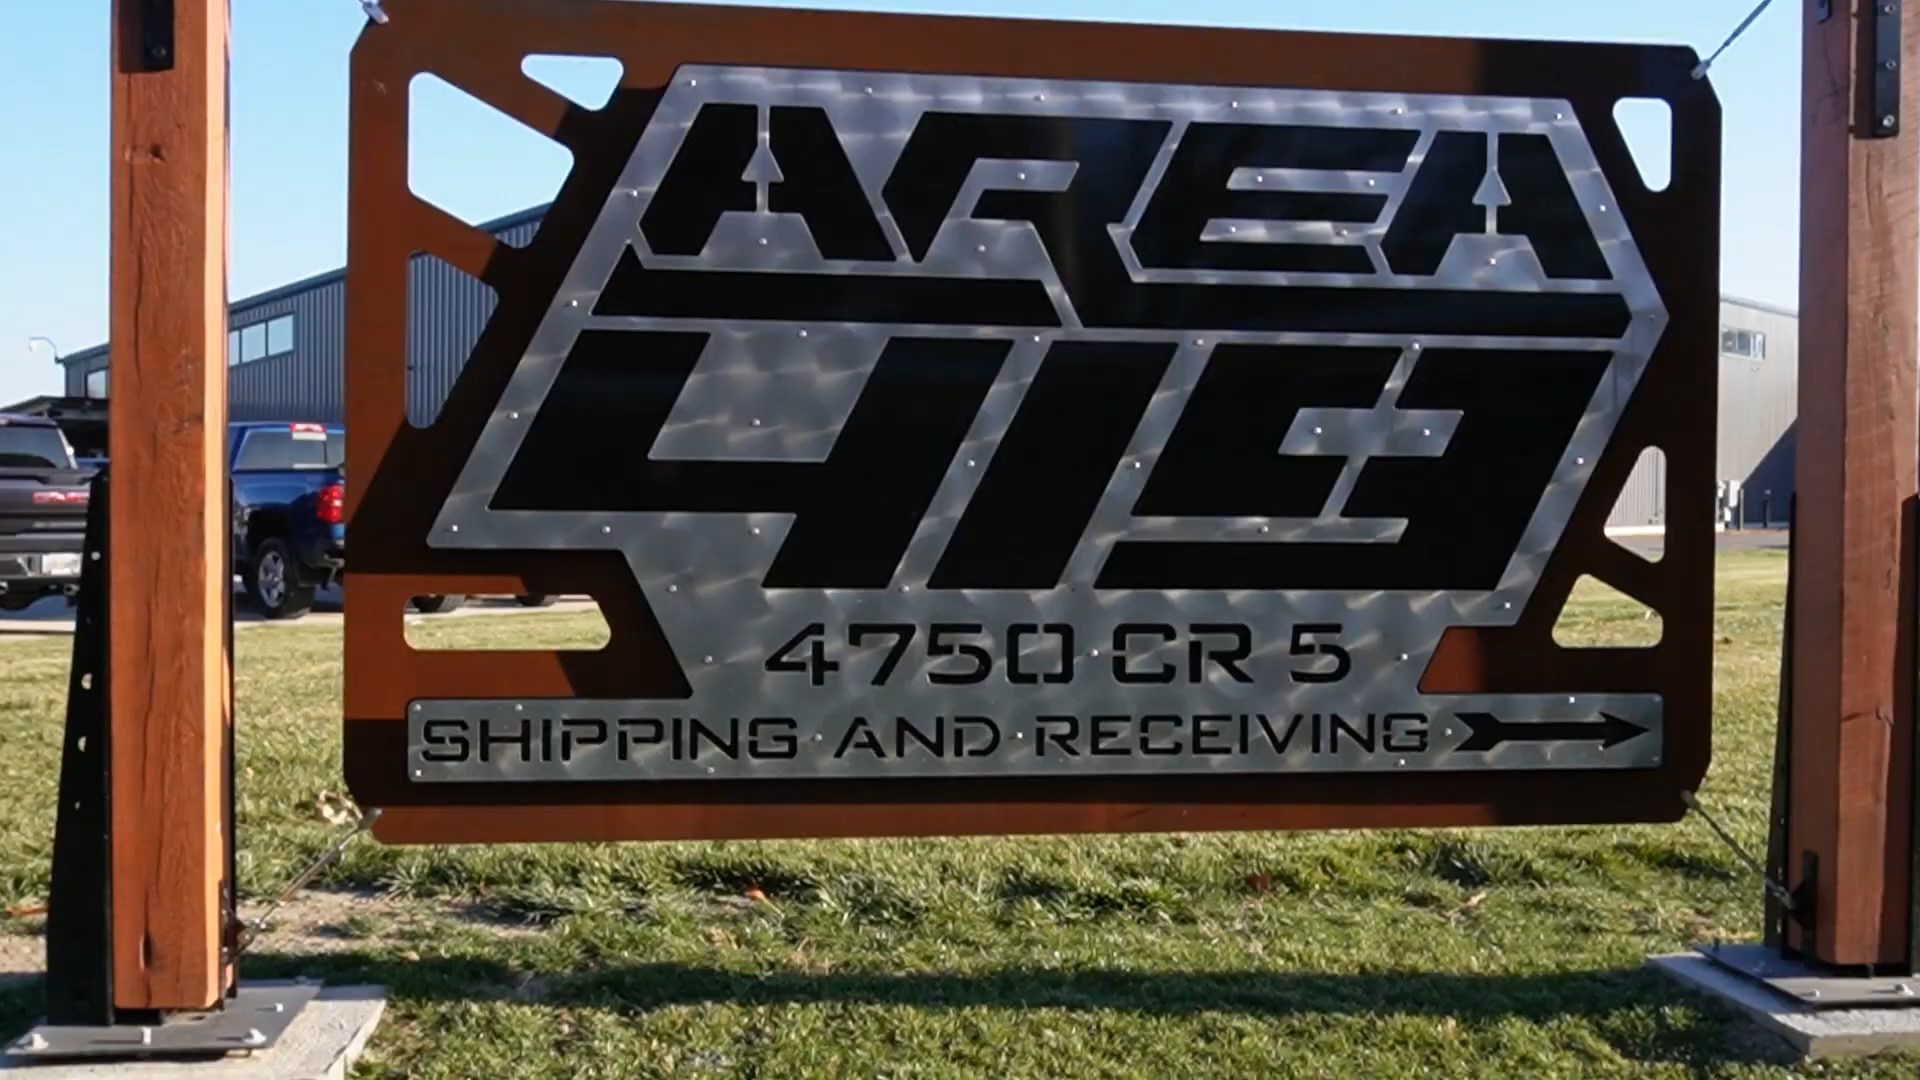 AREA
419
4750 CR 5
SHIPPING AND RECEIVING